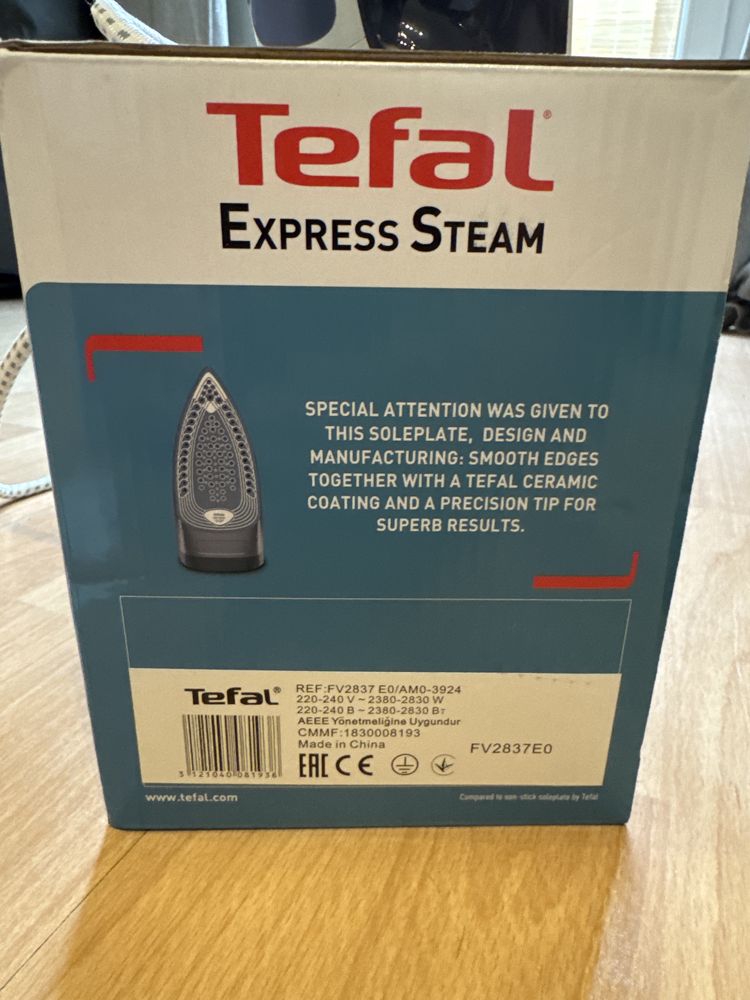 Tefal®
EXPRESS STEAM
SPECIAL ATTENTION WAS GIVEN TO
THIS SOLEPLATE, DESIGN AND
MANUFACTURING: SMOOTH EDGES
TOGETHER WITH A TEFAL CERAMIC
COATING AND A PRECISION TIP FOR
SUPERB RESULTS.
Tefal®
REF:FV2837 E0/AM0-3924
220-240 V ~ 2380-2830 W
220-240 В ~ 2380-2830 Вт
AEEE Yönetmeliğine Uygundur
CMMF:1830008193
Made in China
FV2837E0
3 121040 081936
EAC CE
www.tefal.com
Compared to non-stick soleplate by Tefal